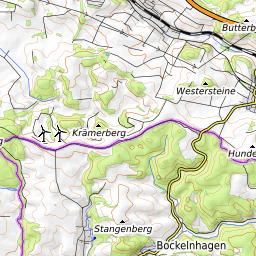 Butterb
Westersteine
Krämerberg
g
Hunde
Stangenberg
Bockelnhagen